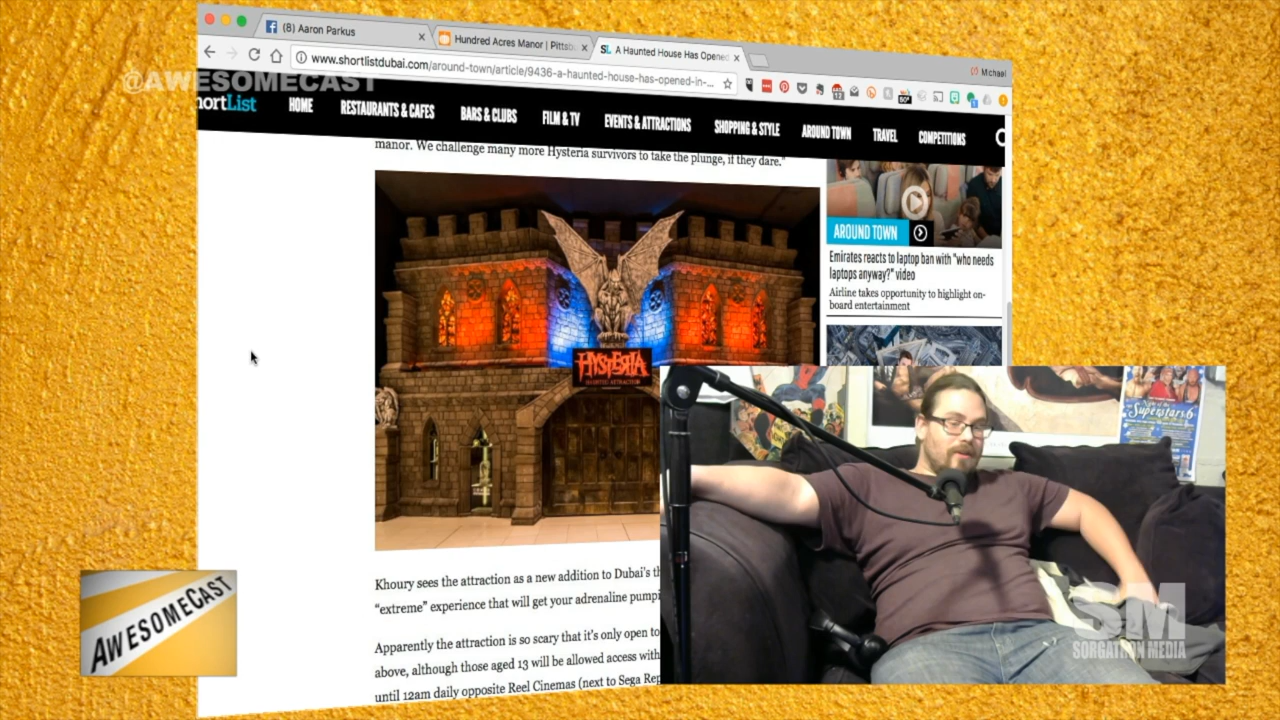 (8) Aaron Parkus
Hundred Acres Manor | Pittsb
A Haunted House Has Opened
Michael
www.shortlistdubai.com/around-town/article/9436-a-haunted-house-has-opened-in-...
@AWESOMECAST
hortList HOME RESTAURANTS & CAFES BARS & CLUBS FILM & TV EVENTS & ATTRACTIONS SHOPPING & STYLE AROUND TOWN TRAVEL COMPETITIONS
manor. We challenge many more Hysteria survivors to take the plunge, if they dare."
HYSTERIA
HAUNTED ATTRACTION
AROUND TOWN
Emirates reacts to laptop ban with "who needs
laptops anyway?" video
Airline takes opportunity to highlight on-
board entertainment
Superstars 6
Khoury sees the attraction as a new addition to Dubai's th
"extreme" experience that will get your adrenaline pumpi
Apparently the attraction is so scary that it's only open to
above, although those aged 13 will be allowed access with
until 12am daily opposite Reel Cinemas (next to Sega Rep
AWESOMECAST
SM
SORGATRON MEDIA